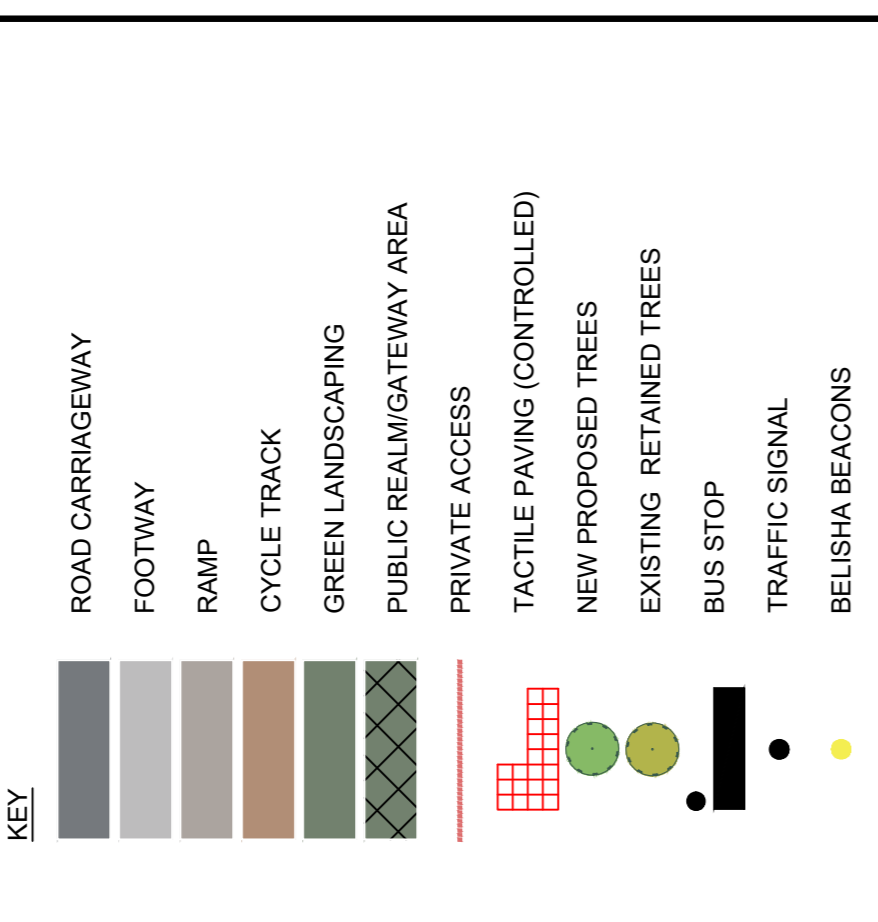 KEY
ROAD CARRIAGEWAY
FOOTWAY
RAMP
CYCLE TRACK
GREEN LANDSCAPING
PUBLIC REALM/GATEWAY AREA
PRIVATE ACCESS
TACTILE PAVING (CONTROLLED)
NEW PROPOSED TREES
EXISTING  RETAINED TREES
BUS STOP
TRAFFIC SIGNAL
BELISHA BEACONS